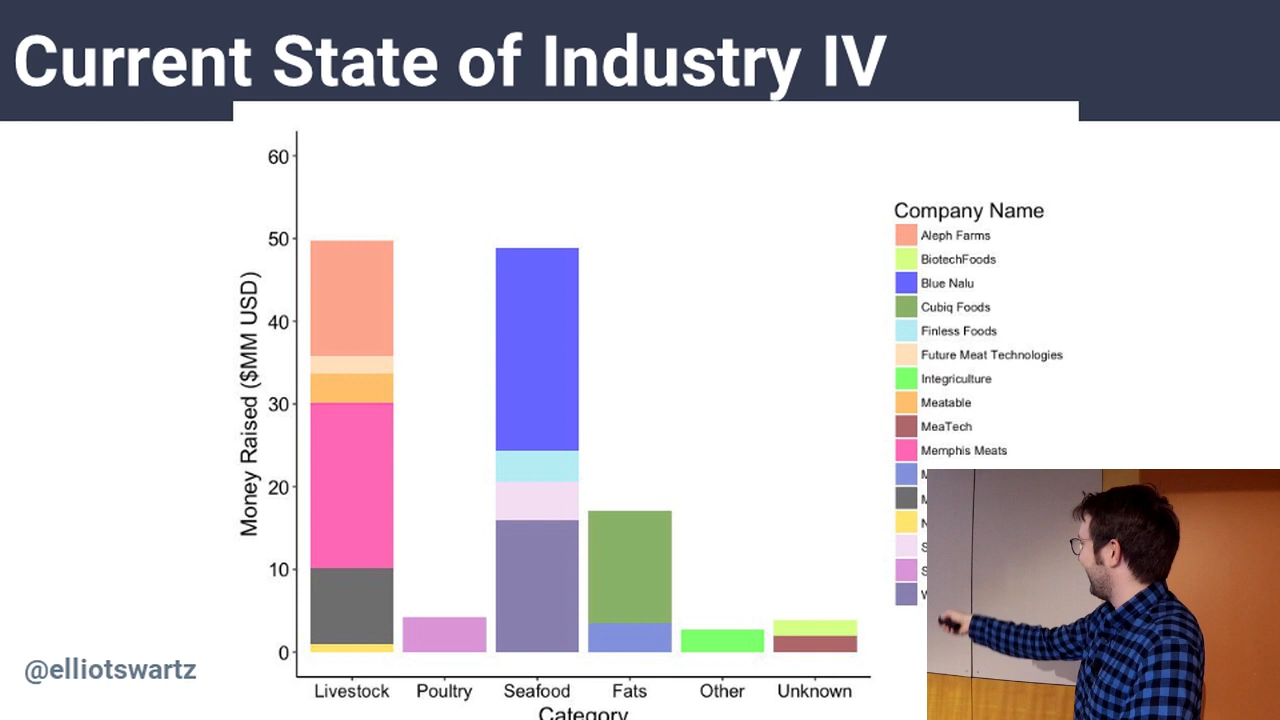 Current State of Industry IV
60
50
40
30
20
10
0
Money Raised ($MM USD)
Livestock
Poultry
Seafood
Fats
Other
Unknown
Category
Company Name
Aleph Farms
BiotechFoods
Blue Nalu
Cubiq Foods
Finless Foods
Future Meat Technologies
Integriculture
Meatable
MeaTech
Memphis Meats
@elliotswartz